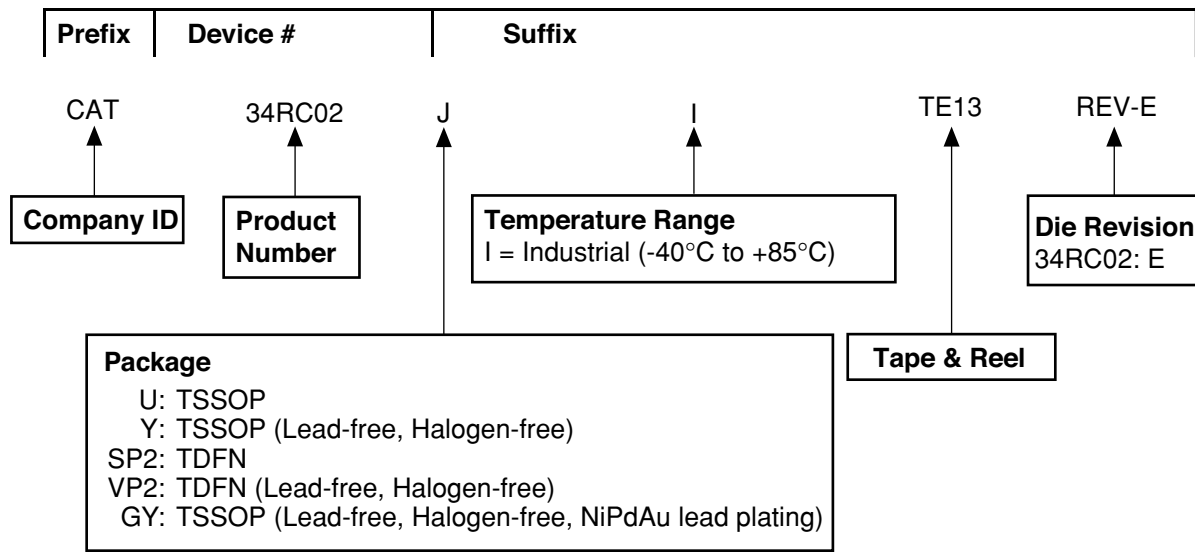 Prefix Device # Suffix
CAT 34RC02 J I TE13 REV-E
Company ID
Product
Number
Temperature Range
I = Industrial (-40°C to +85°C)
Die Revision
34RC02: E
Package
U: TSSOP
Y: TSSOP (Lead-free, Halogen-free)
SP2: TDFN
VP2: TDFN (Lead-free, Halogen-free)
GY: TSSOP (Lead-free, Halogen-free, NiPdAu lead plating)
Tape & Reel